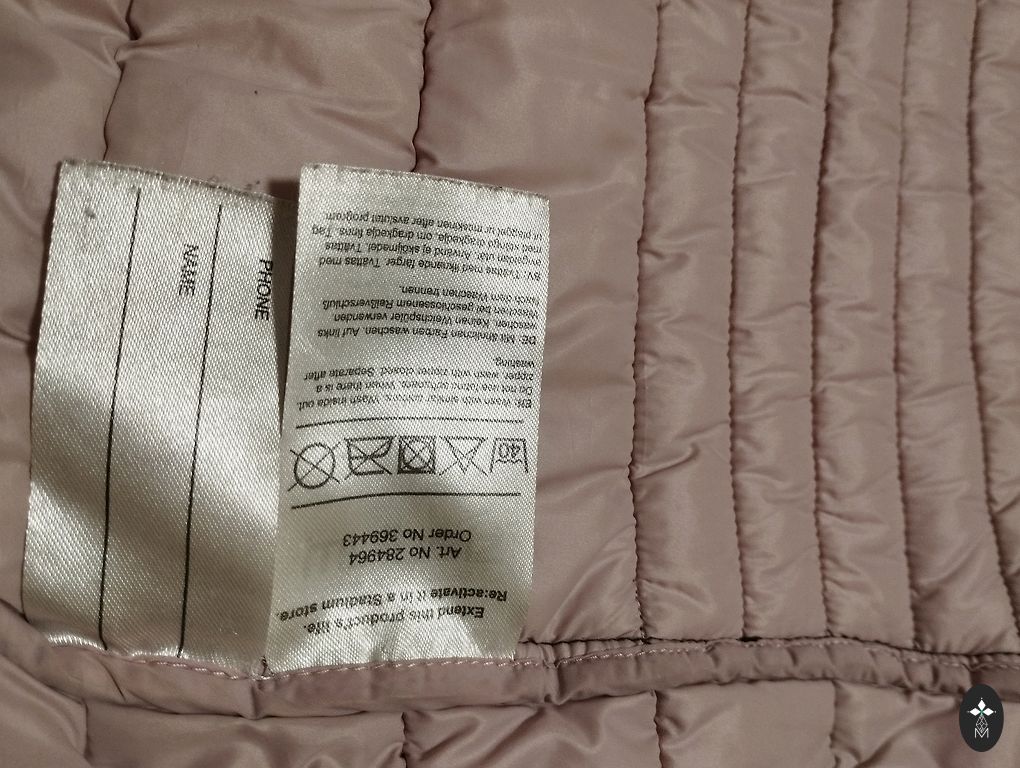 Extend this product's life.
Re:activate it in a Stadium store.
Art. No 284964
Order No 369443
40
EN: Wash with similar colours. Wash inside out.
Do not use fabric softeners. When there is a
zipper wash with zipper closed. Separate after
washing.
DE: Mit ähnlichen Farben waschen. Auf links
waschen. Keinen Weichspüler verwenden.
Waschen bei geschlossenem Reißverschluß.
Nach dem Waschen trennen.
SV: Tvättas med liknande färger. Tvättas med
avigsidan utåt. Använd ej sköljmedel. Tvättas
med stängd dragkedja om dragkedja finns. Tag
ut plagget ur maskinen efter avslutat program
PHONE
NAME
M